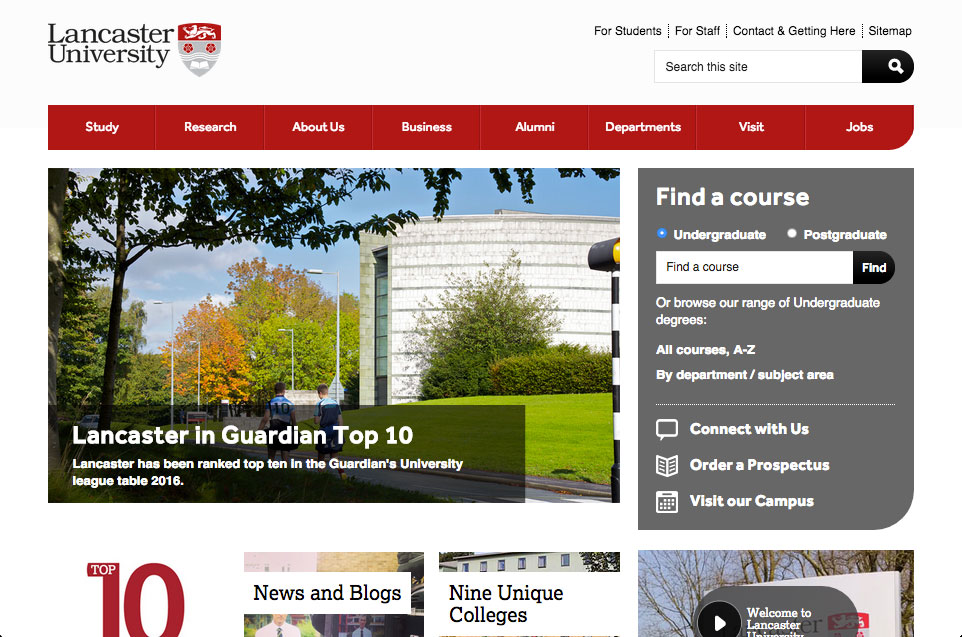 Lancaster
University
For Students
For Staff
Contact & Getting Here
Sitemap
Search this site
Study
Research
About Us
Business
Alumni
Departments
Visit
Jobs
10
Lancaster in Guardian Top 10
Lancaster has been ranked top ten in the Guardian's University
league table 2016.
Find a course
Undergraduate
Postgraduate
Find a course
Find
Or browse our range of Undergraduate
degrees:
All courses, A-Z
By department / subject area
Connect with Us
Order a Prospectus
Visit our Campus
TOP
10
News and Blogs
Nine Unique
Colleges
Welcome to
Lancaster
University